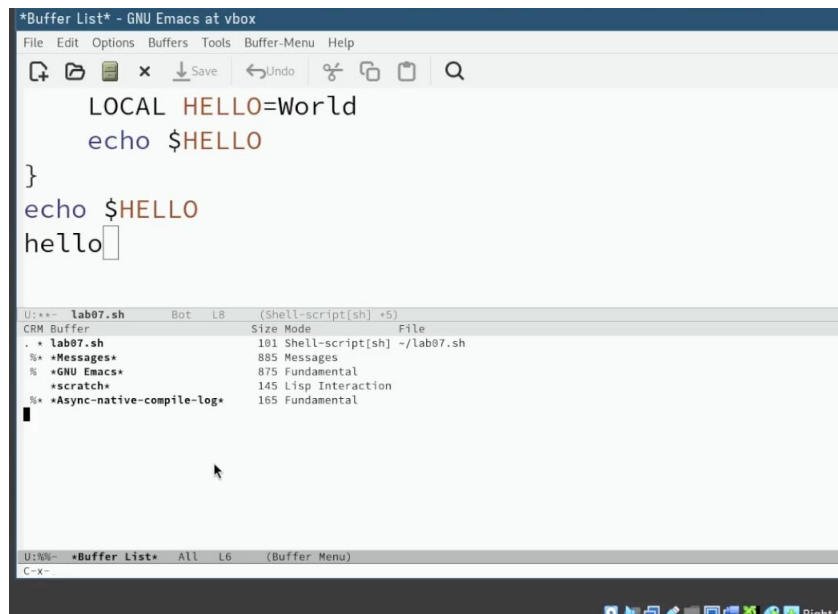 *Buffer List* - GNU Emacs at vbox
File Edit Options Buffers Tools Buffer-Menu Help
Save Undo
LOCAL HELLO=World
echo $HELLO
}
echo $HELLO
hello
U:**- lab07.sh Bot L8 (Shell-script[sh] +5)
CRM Buffer Size Mode File
. * lab07.sh 101 Shell-script[sh] ~/lab07.sh
%* *Messages* 885 Messages
% *GNU Emacs* 875 Fundamental
*scratch* 145 Lisp Interaction
%* *Async-native-compile-log* 165 Fundamental
U:%%- *Buffer List* All L6 (Buffer Menu)
C-x-
Right